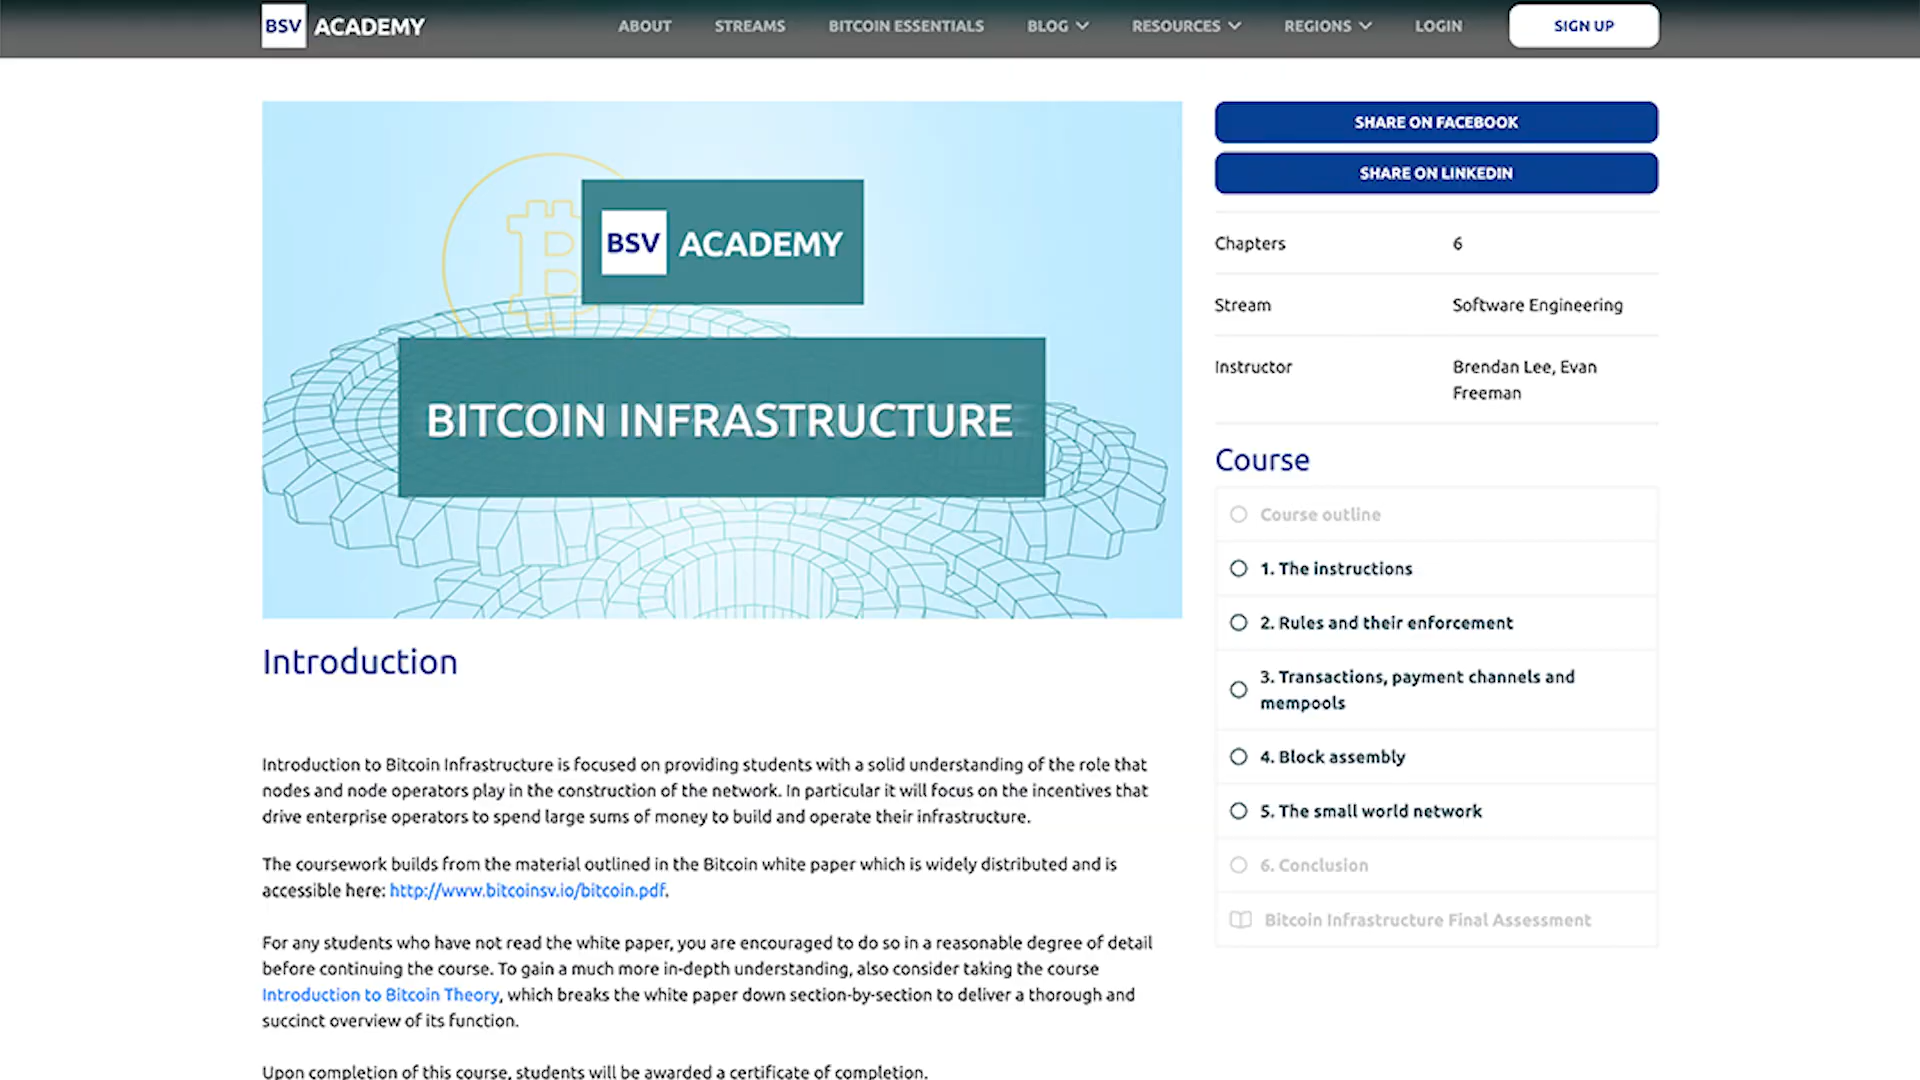 BSV ACADEMY
ABOUT STREAMS BITCOIN ESSENTIALS BLOG RESOURCES REGIONS LOGIN SIGN UP
BSV ACADEMY
BITCOIN INFRASTRUCTURE
Introduction
Introduction to Bitcoin Infrastructure is focused on providing students with a solid understanding of the role that
nodes and node operators play in the construction of the network. In particular it will focus on the incentives that
drive enterprise operators to spend large sums of money to build and operate their infrastructure.
The coursework builds from the material outlined in the Bitcoin white paper which is widely distributed and is
accessible here: http://www.bitcoinsv.io/bitcoin.pdf.
For any students who have not read the white paper, you are encouraged to do so in a reasonable degree of detail
before continuing the course. To gain a much more in-depth understanding, also consider taking the course
Introduction to Bitcoin Theory, which breaks the white paper down section-by-section to deliver a thorough and
succinct overview of its function.
Upon completion of this course, students will be awarded a certificate of completion.
SHARE ON FACEBOOK
SHARE ON LINKEDIN
Chapters 6
Stream Software Engineering
Instructor Brendan Lee, Evan
Freeman
Course
Course outline
1. The instructions
2. Rules and their enforcement
3. Transactions, payment channels and
mempools
4. Block assembly
5. The small world network
6. Conclusion
Bitcoin Infrastructure Final Assessment